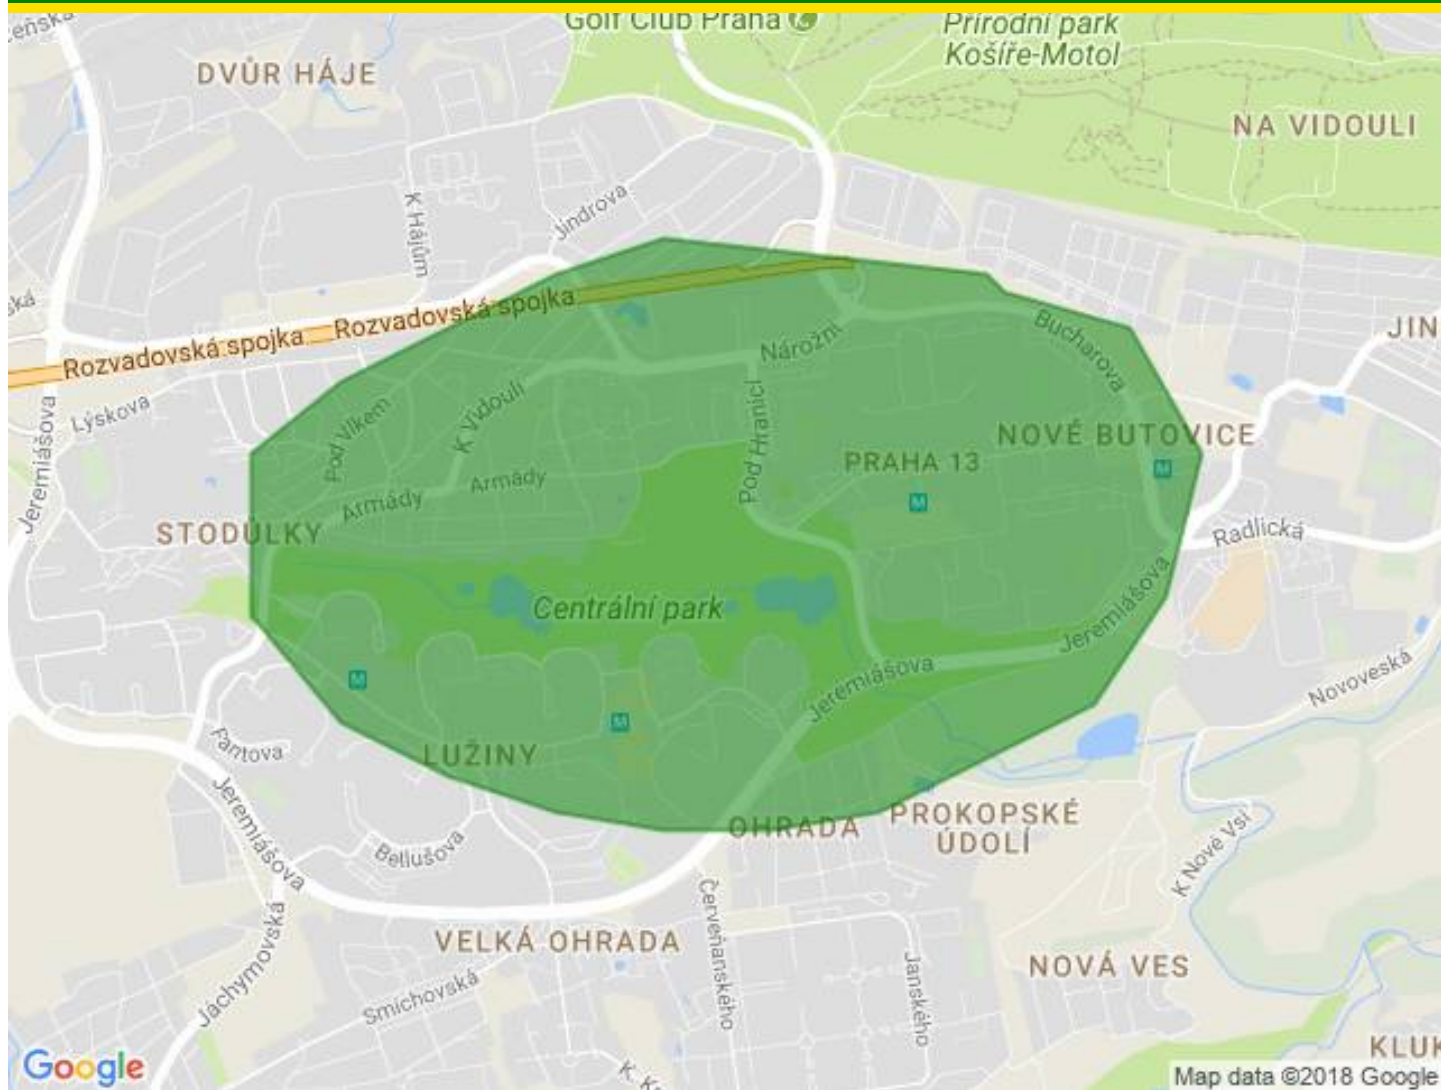 Golf Club Praha
Přírodní park
Košíře-Motol
DVŮR HÁJE
NA VIDOULI
K Hájům
Jindrova
Rozvadovská spojka
Rozvadovská spojka
Bucharova
Nárožní
JIN
Lýskova
Jeremiášova
Pod Vlkem
K Vidouli
Pod Hranicí
NOVÉ BUTOVICE
PRAHA 13
M
M
Armády
Armády
STODŮLKY
Radlická
Centrální park
Jeremiášova
Jeremiášova
M
M
Novoveská
Fantova
LUŽINY
Jeremiášova
OHRADA
PROKOPSKÉ
ÚDOLÍ
Bellušova
K Nové Vsi
Červeňanského
VELKÁ OHRADA
Janského
NOVÁ VES
Jáchymovská
Smíchovská
KLUK
Google
Map data ©2018 Google